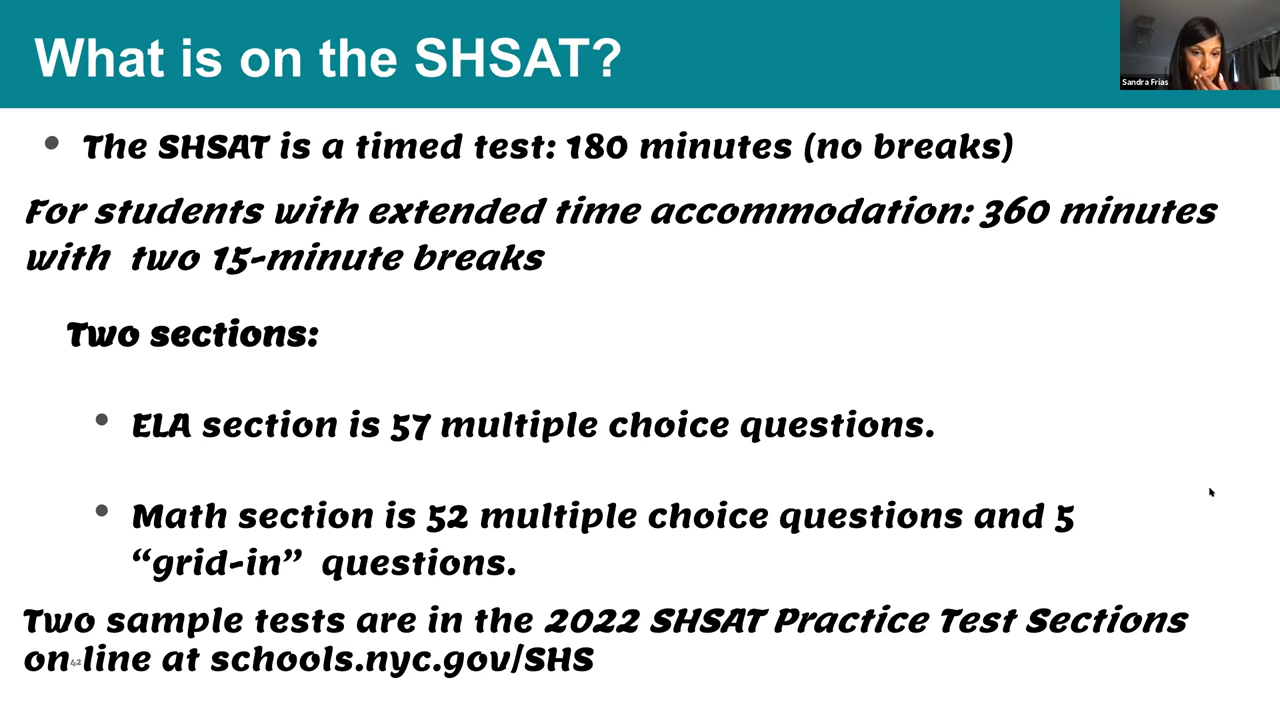 What is on the SHSAT?
Sandra Frias
• The SHSAT is a timed test: 180 minutes (no breaks)
For students with extended time accommodation: 360 minutes
with two 15-minute breaks
Two sections:
• ELA section is 57 multiple choice questions.
• Math section is 52 multiple choice questions and 5
“grid-in” questions.
Two sample tests are in the 2022 SHSAT Practice Test Sections
on-line at schools.nyc.gov/SHS
42